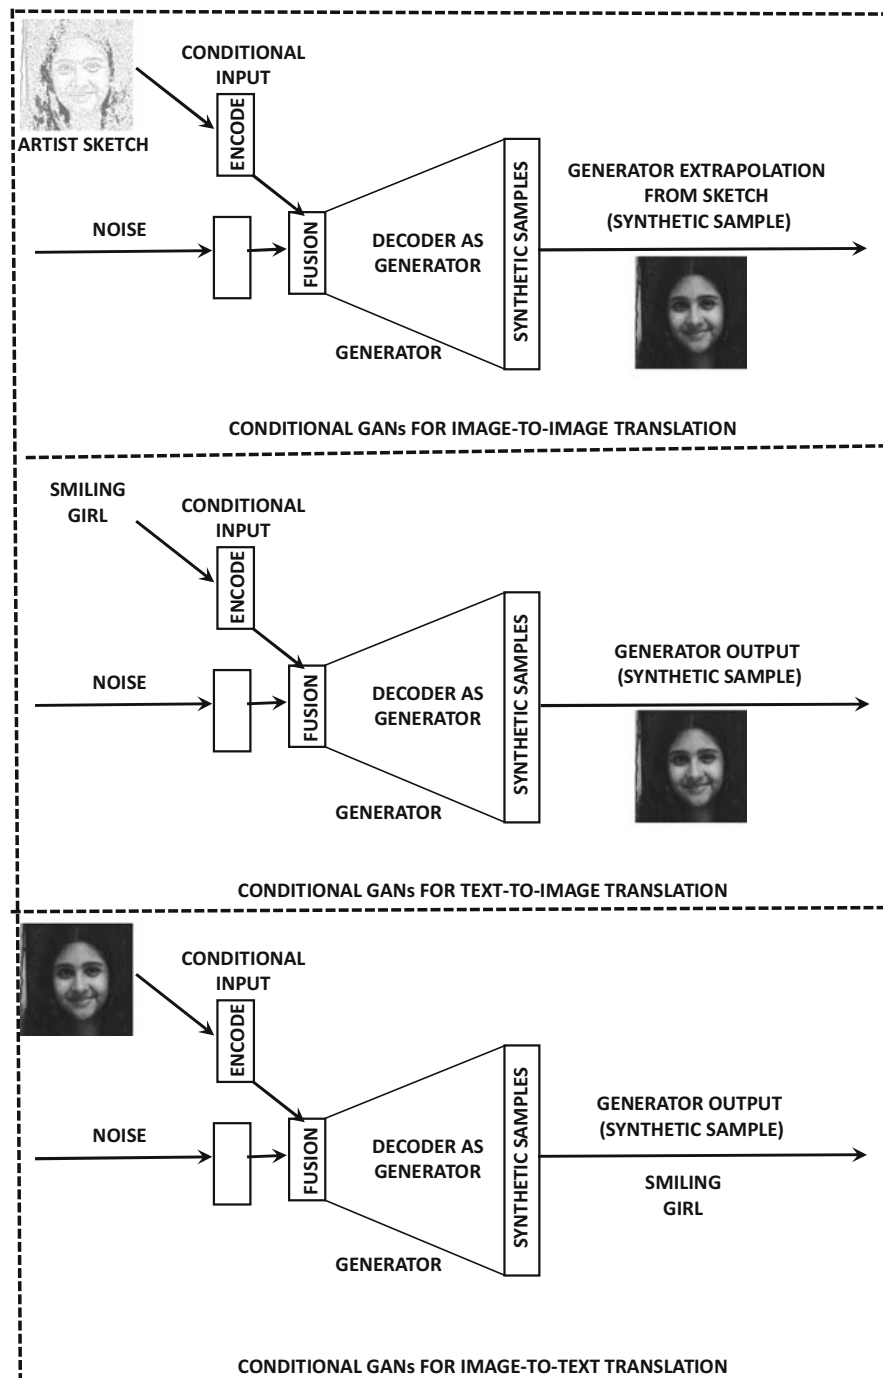 CONDITIONAL
INPUT
ENCODE
ARTIST SKETCH
NOISE
FUSION
DECODER AS
GENERATOR
SYNTHETIC SAMPLES
GENERATOR
GENERATOR EXTRAPOLATION
FROM SKETCH
(SYNTHETIC SAMPLE)
CONDITIONAL GANs FOR IMAGE-TO-IMAGE TRANSLATION
SMILING
GIRL
CONDITIONAL
INPUT
ENCODE
NOISE
FUSION
DECODER AS
GENERATOR
SYNTHETIC SAMPLES
GENERATOR
GENERATOR OUTPUT
(SYNTHETIC SAMPLE)
CONDITIONAL GANs FOR TEXT-TO-IMAGE TRANSLATION
CONDITIONAL
INPUT
ENCODE
NOISE
FUSION
DECODER AS
GENERATOR
SYNTHETIC SAMPLES
GENERATOR
GENERATOR OUTPUT
(SYNTHETIC SAMPLE)
SMILING
GIRL
CONDITIONAL GANs FOR IMAGE-TO-TEXT TRANSLATION